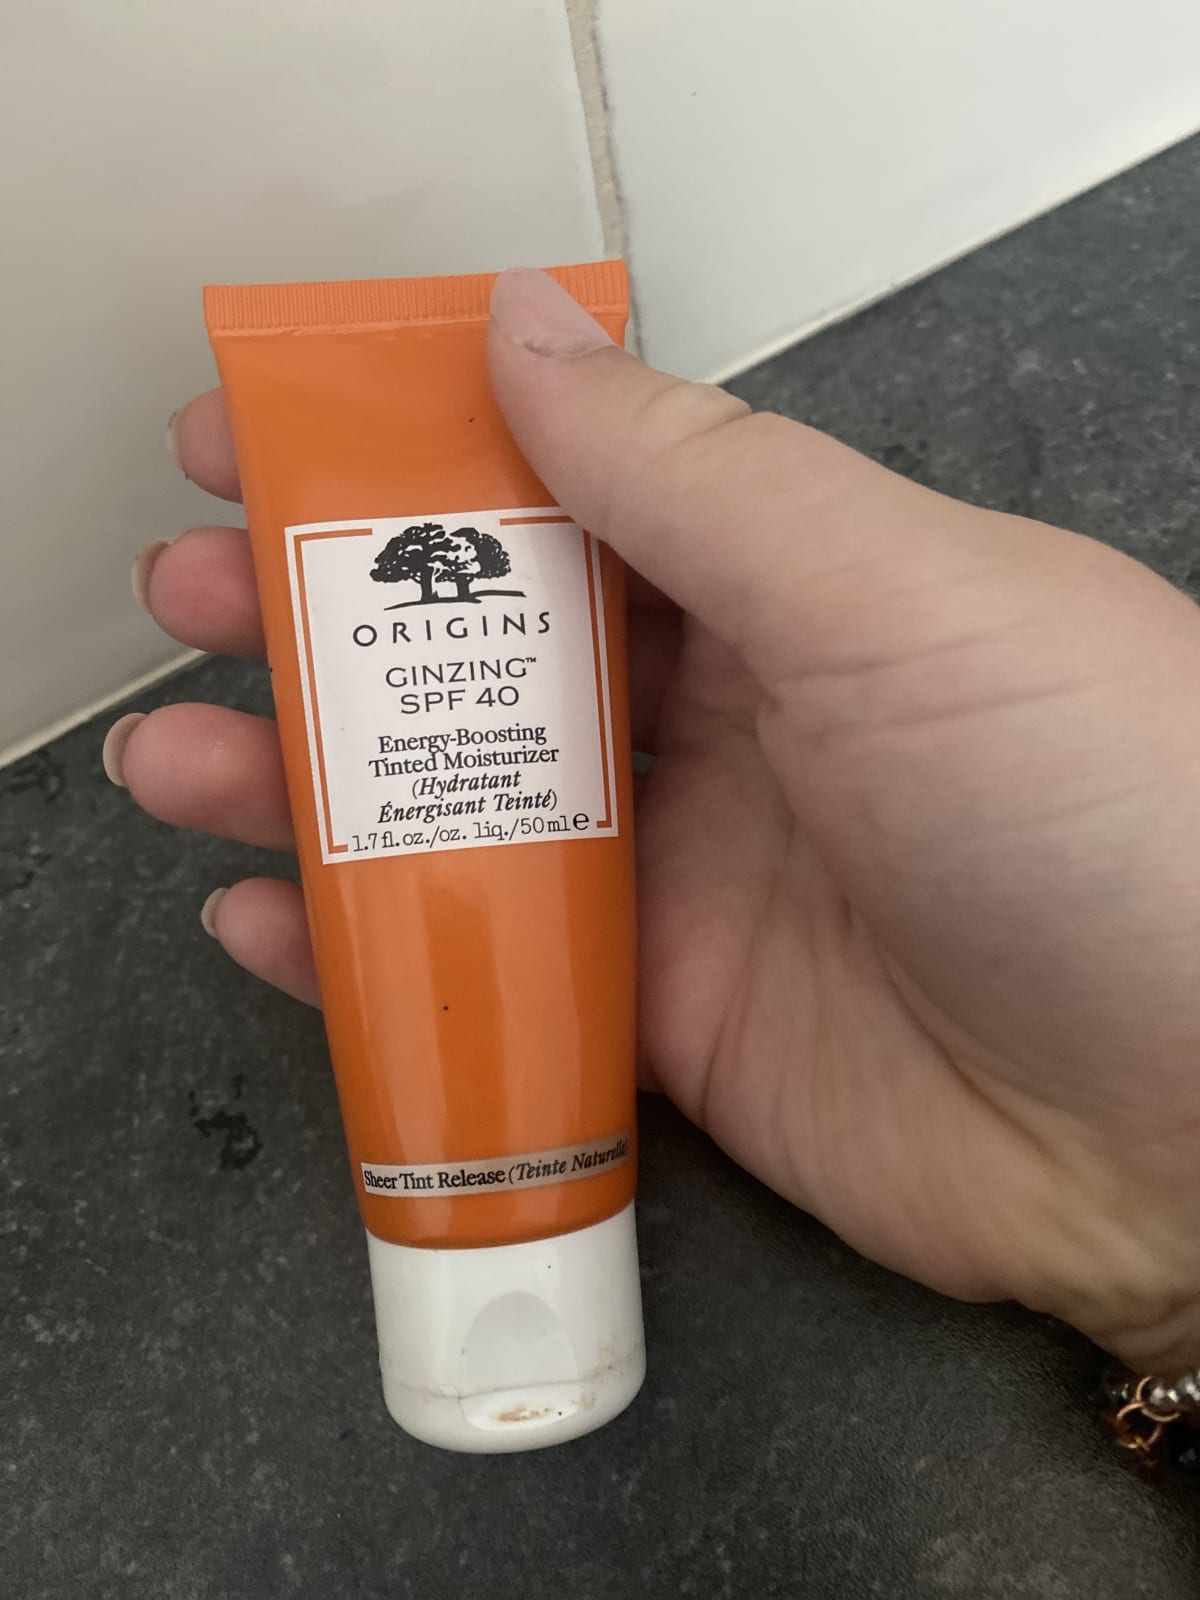 ORIGINS
GINZING™
SPF 40
Energy-Boosting
Tinted Moisturizer
(Hydratant
Énergisant Teinté)
1.7 fl. oz./oz. liq./50 ml e
Sheer Tint Release (Teinte Naturelle)